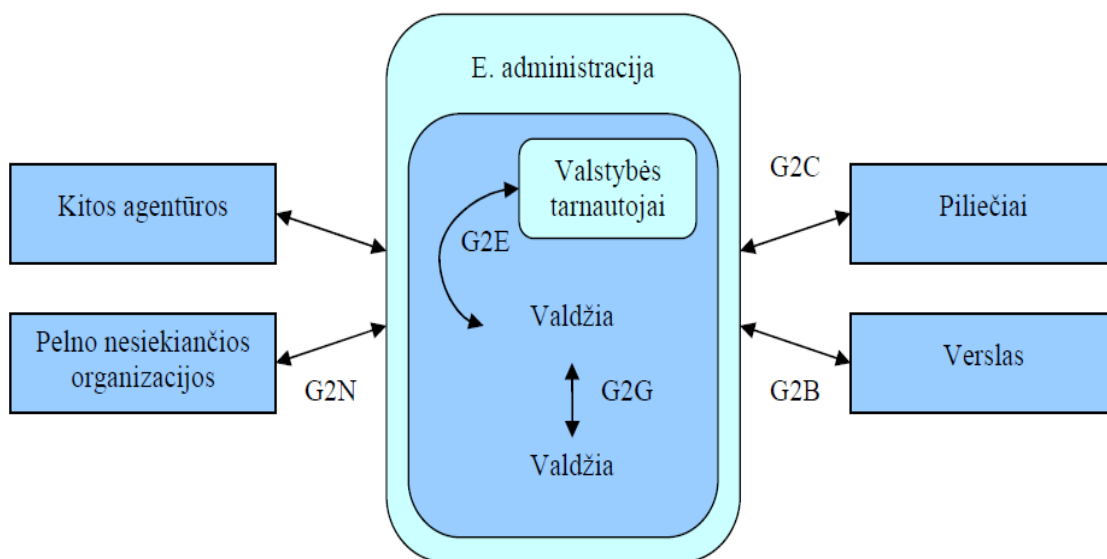 E. administracija
Kitos agentūros
Pelno nesiekiančios
organizacijos
G2N
Valstybės
tarnautojai
G2E
Valdžia
G2G
Valdžia
G2C
Piliečiai
Verslas
G2B